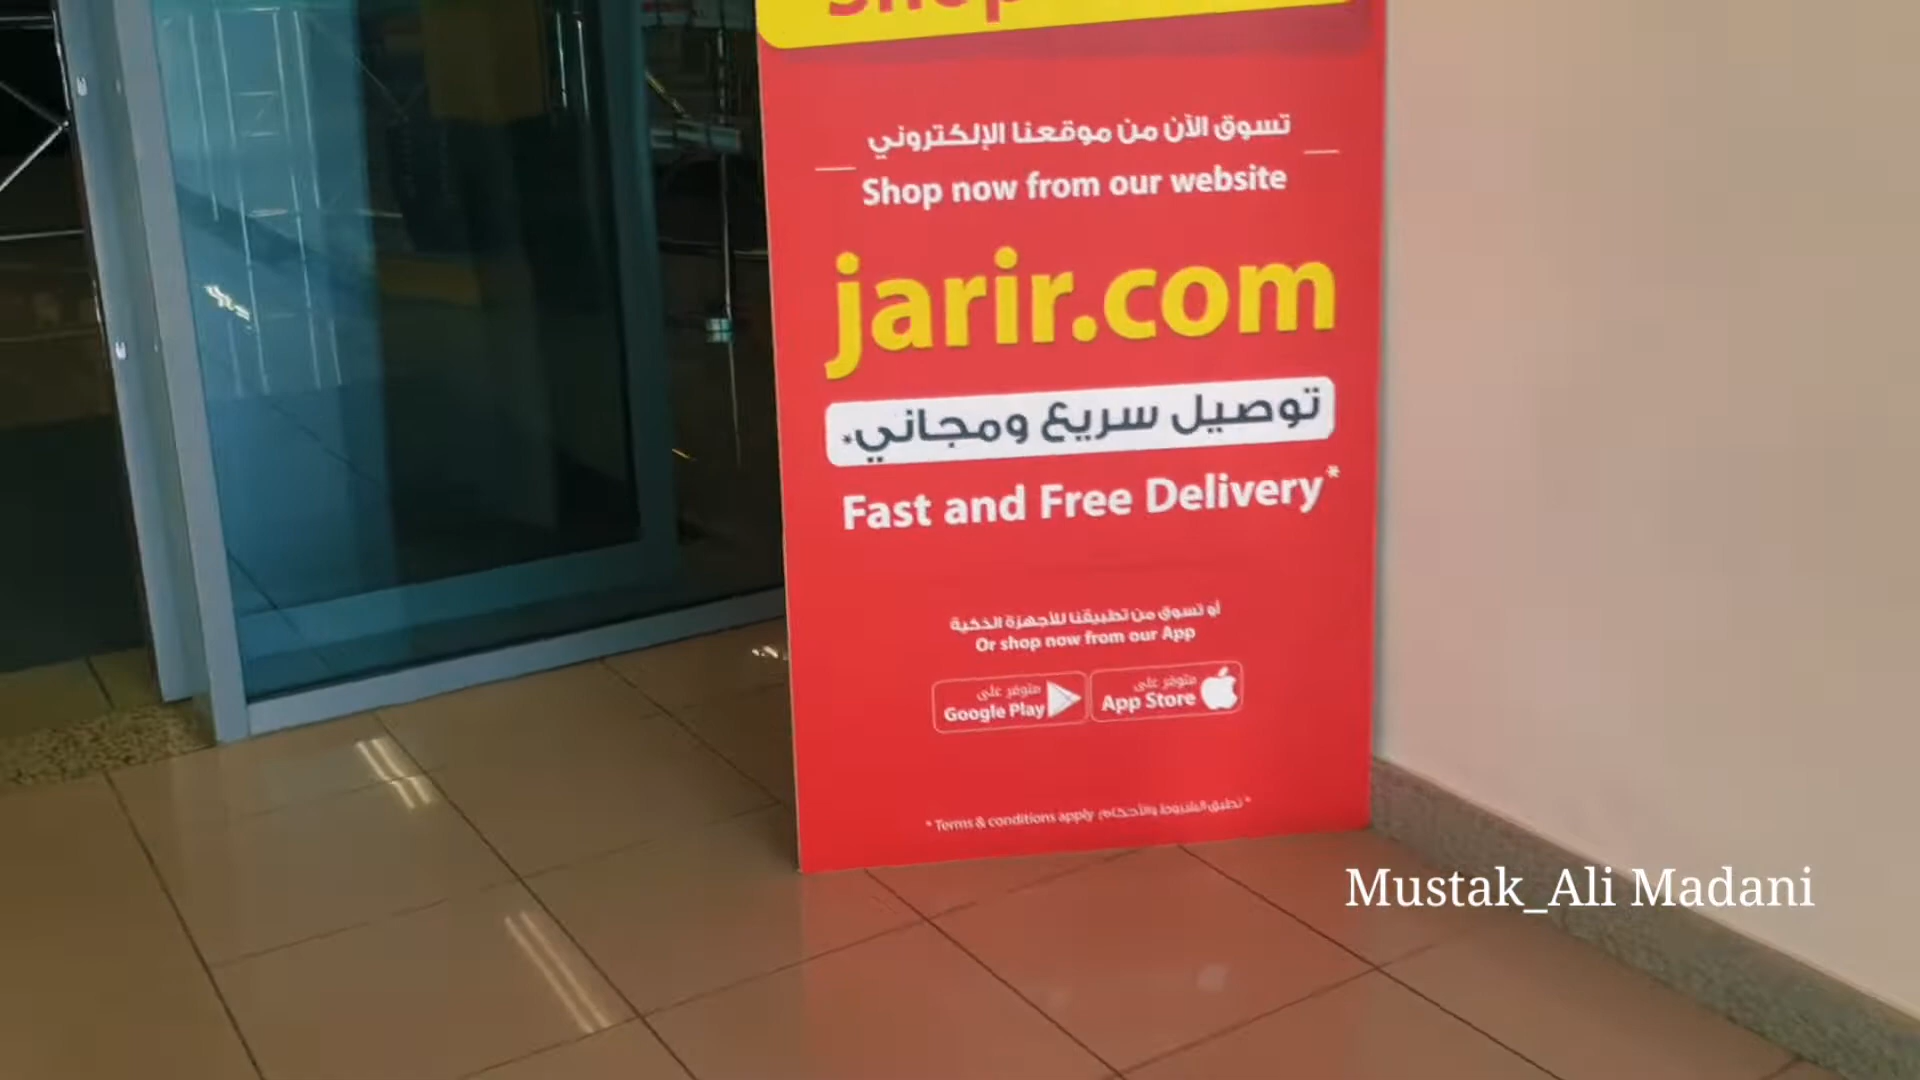 Shop
تسوق الآن من موقعنا الإلكتروني
Shop now from our website
jarir.com
توصيل سريع ومجاني*
Fast and Free Delivery*
أو تسوق من تطبيقنا للأجهزة الذكية
Or shop now from our App
متوفر على
Google Play
متوفر على
App Store
* Terms & conditions apply تطبق الشروط والأحكام *
Mustak_Ali Madani